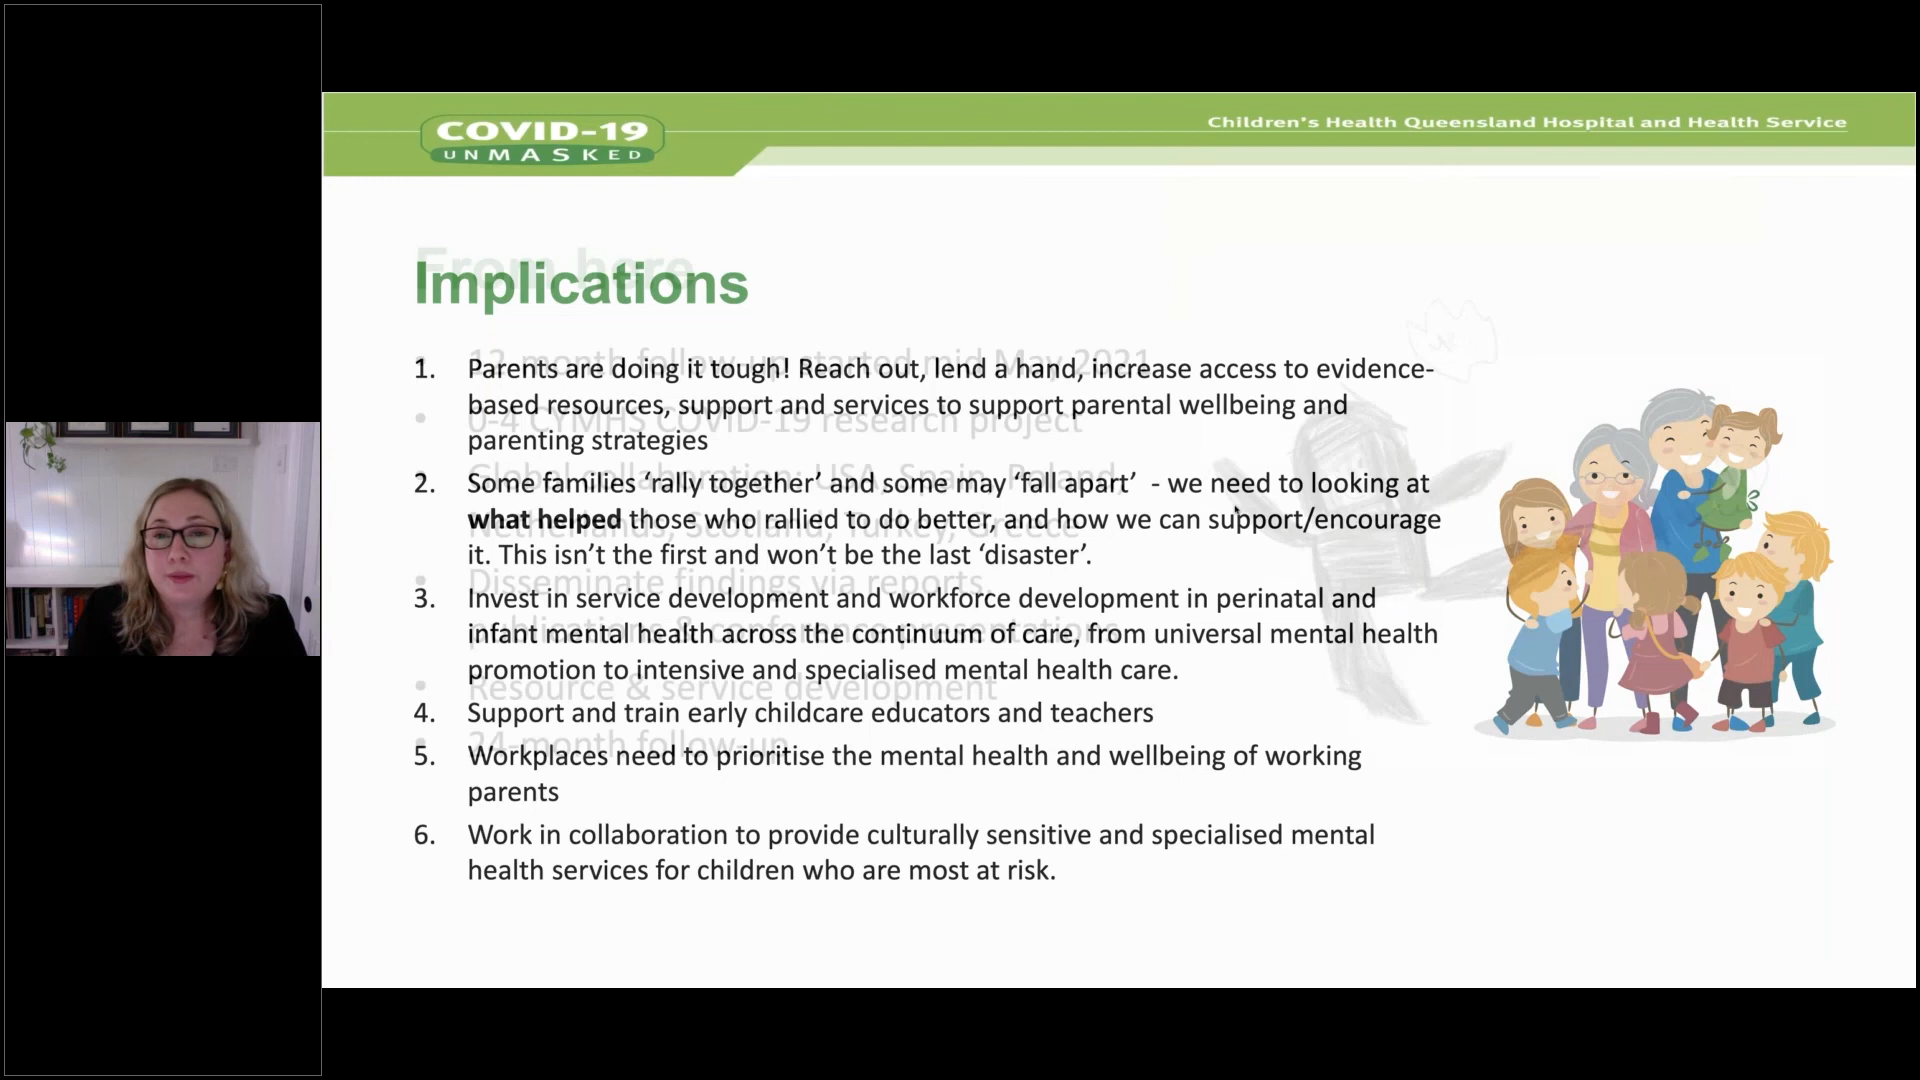 COVID-19
UNMASKED
Children's Health Queensland Hospital and Health Service
From here
Implications
1. Parents are doing it tough! Reach out, lend a hand, increase access to evidence-
based resources, support and services to support parental wellbeing and
parenting strategies
2. Some families ‘rally together’ and some may ‘fall apart’ - we need to looking at
what helped those who rallied to do better, and how we can support/encourage
it. This isn’t the first and won’t be the last ‘disaster’.
3. Invest in service development and workforce development in perinatal and
infant mental health across the continuum of care, from universal mental health
promotion to intensive and specialised mental health care.
4. Support and train early childcare educators and teachers
5. Workplaces need to prioritise the mental health and wellbeing of working
parents
6. Work in collaboration to provide culturally sensitive and specialised mental
health services for children who are most at risk.
• 12-month follow-up started mid May 2021
• 0-4 CYMHS COVID-19 research project
• Global collaboration: USA, Spain, Poland,
Netherlands, Scotland, Turkey, Greece
• Disseminate findings via reports,
publications & conference presentations
• Resource & service development
• 24-month follow-up